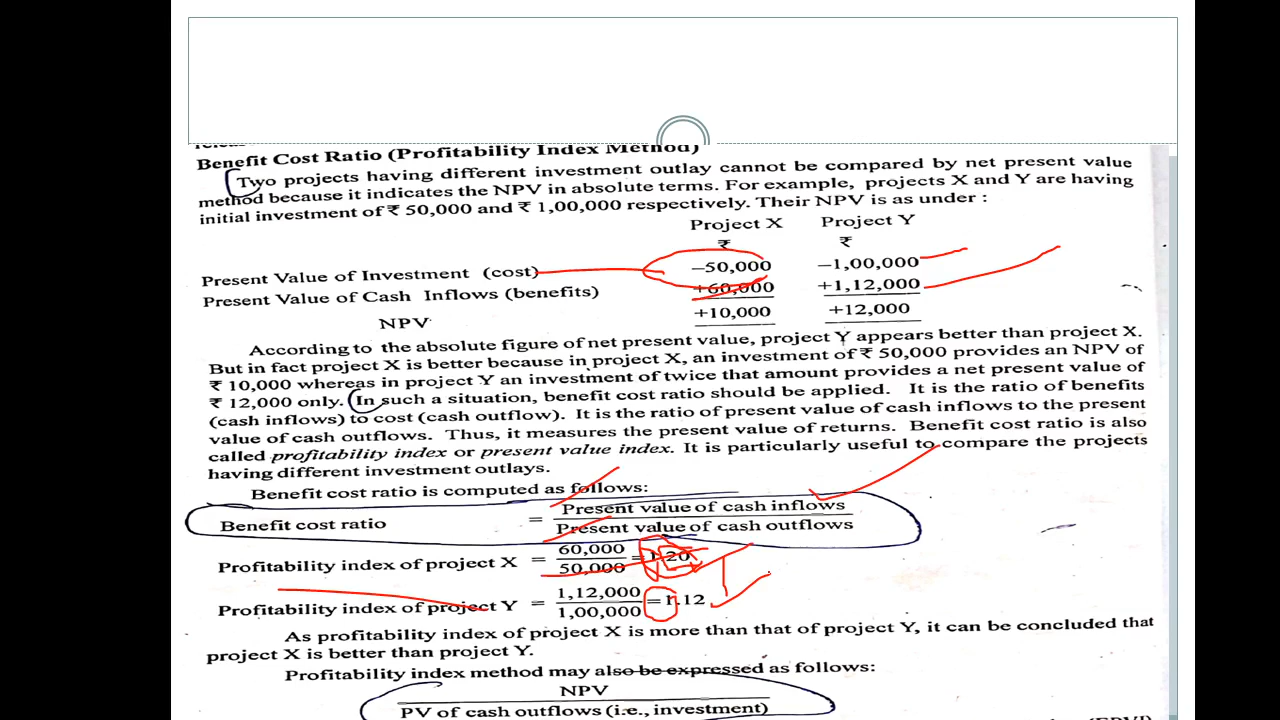 Benefit Cost Ratio (Profitability Index Method)
Two projects having different investment outlay cannot be compared by net present value
method because it indicates the NPV in absolute terms. For example, projects X and Y are having
initial investment of ₹ 50,000 and ₹ 1,00,000 respectively. Their NPV is as under :
Project X Project Y
₹ ₹
Present Value of Investment (cost) −50,000 −1,00,000
Present Value of Cash Inflows (benefits) +60,000 +1,12,000
NPV +10,000 +12,000
According to the absolute figure of net present value, project Y appears better than project X.
But in fact project X is better because in project X, an investment of ₹ 50,000 provides an NPV of
₹ 10,000 whereas in project Y an investment of twice that amount provides a net present value of
₹ 12,000 only. In such a situation, benefit cost ratio should be applied. It is the ratio of benefits
(cash inflows) to cost (cash outflow). It is the ratio of present value of cash inflows to the present
value of cash outflows. Thus, it measures the present value of returns. Benefit cost ratio is also
called profitability index or present value index. It is particularly useful to compare the projects
having different investment outlays.
Benefit cost ratio is computed as follows:
Benefit cost ratio = Present value of cash inflows
Present value of cash outflows
Profitability index of project X = 60,000
50,000 = 1.20
Profitability index of project Y = 1,12,000
1,00,000 = 1.12
As profitability index of project X is more than that of project Y, it can be concluded that
project X is better than project Y.
Profitability index method may also be expressed as follows:
NPV
PV of cash outflows (i.e., investment)